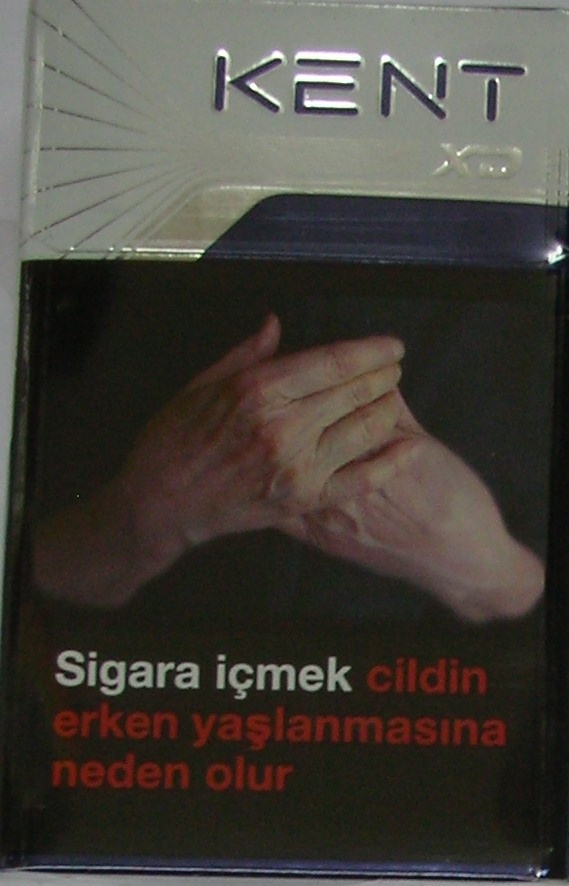 KENT
XD
Sigara içmek cildin
erken yaşlanmasına
neden olur